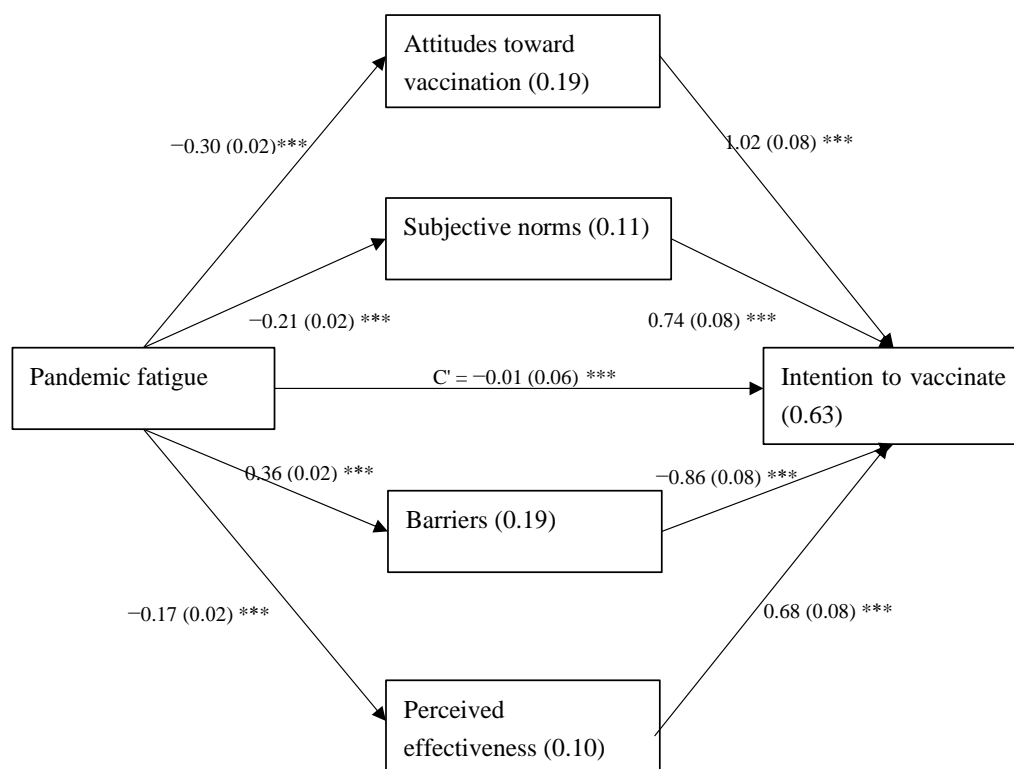 Attitudes toward
vaccination (0.19)
−0.30 (0.02)***
1.02 (0.08) ***
Subjective norms (0.11)
−0.21 (0.02) ***
0.74 (0.08) ***
Pandemic fatigue
C' = −0.01 (0.06) ***
Intention to vaccinate
(0.63)
0.36 (0.02) ***
−0.86 (0.08) ***
Barriers (0.19)
−0.17 (0.02) ***
0.68 (0.08) ***
Perceived
effectiveness (0.10)